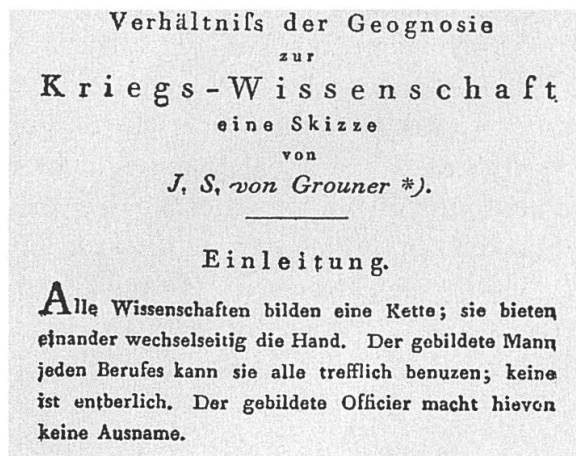 Verhältniſs der Geognosie
zur
Kriegs-Wissenschaft
eine Skizze
von
J. S. von Grouner *).
Einleitung.
Alle Wissenschaften bilden eine Kette; sie bieten
einander wechselseitig die Hand. Der gebildete Mann
jeden Berufes kann sie alle trefflich benuzen; keine
ist entberlich. Der gebildete Officier macht hievon
keine Ausname.